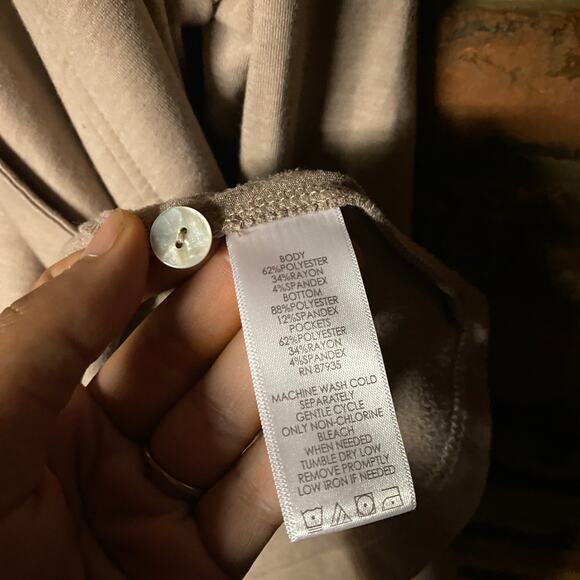 BODY
62%POLYESTER
34%RAYON
4%SPANDEX
BOTTOM
88%POLYESTER
12%SPANDEX
POCKETS
62%POLYESTER
34%RAYON
4%SPANDEX
RN 87935
MACHINE WASH COLD
SEPARATELY
GENTLE CYCLE
ONLY NON-CHLORINE
BLEACH
WHEN NEEDED
TUMBLE DRY LOW
REMOVE PROMPTLY
LOW IRON IF NEEDED